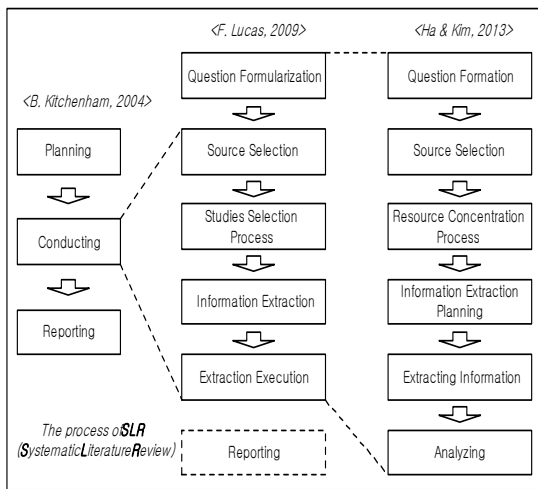 <B. Kitchenham, 2004>
Planning
Conducting
Reporting
The process ofSLR
(SystematicLiteratureReview)
<F. Lucas, 2009>
Question Formularization
Source Selection
Studies Selection
Process
Information Extraction
Extraction Execution
Reporting
<Ha & Kim, 2013>
Question Formation
Source Selection
Resource Concentration
Process
Information Extraction
Planning
Extracting Information
Analyzing